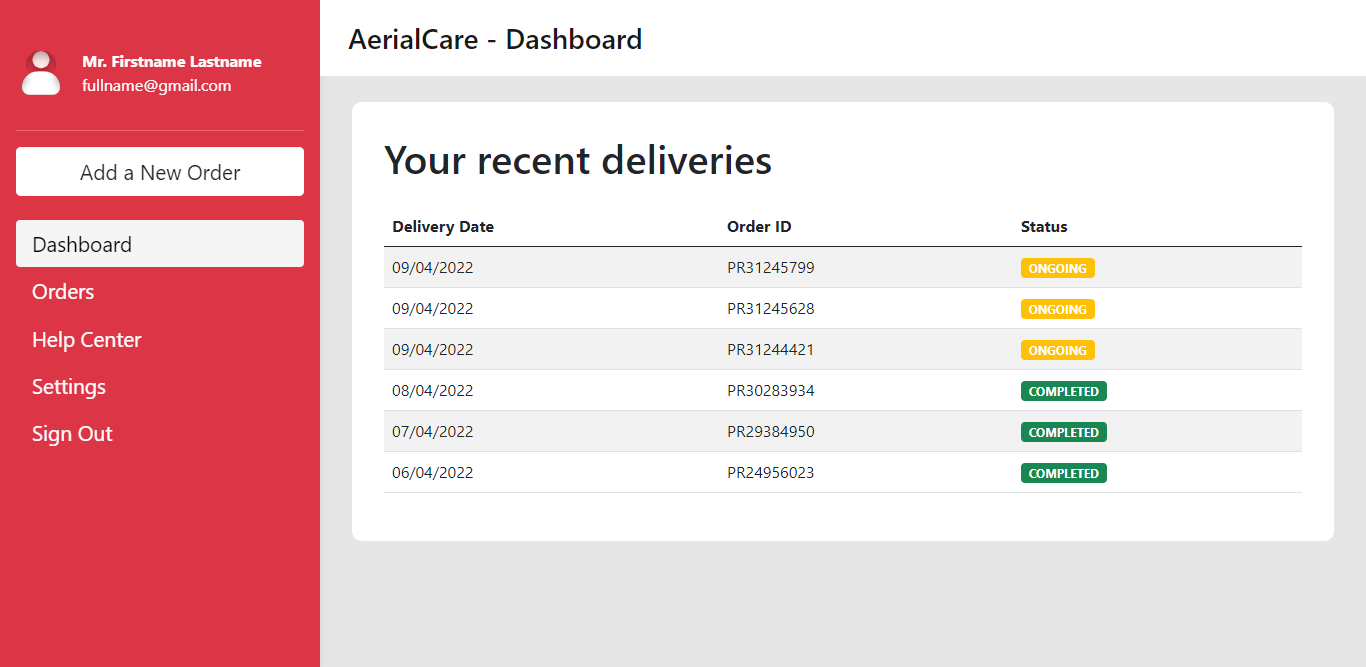 Mr. Firstname Lastname
fullname@gmail.com
Add a New Order
Dashboard
Orders
Help Center
Settings
Sign Out
AerialCare - Dashboard
Your recent deliveries
Delivery Date Order ID Status
09/04/2022 PR31245799 ONGOING
09/04/2022 PR31245628 ONGOING
09/04/2022 PR31244421 ONGOING
08/04/2022 PR30283934 COMPLETED
07/04/2022 PR29384950 COMPLETED
06/04/2022 PR24956023 COMPLETED